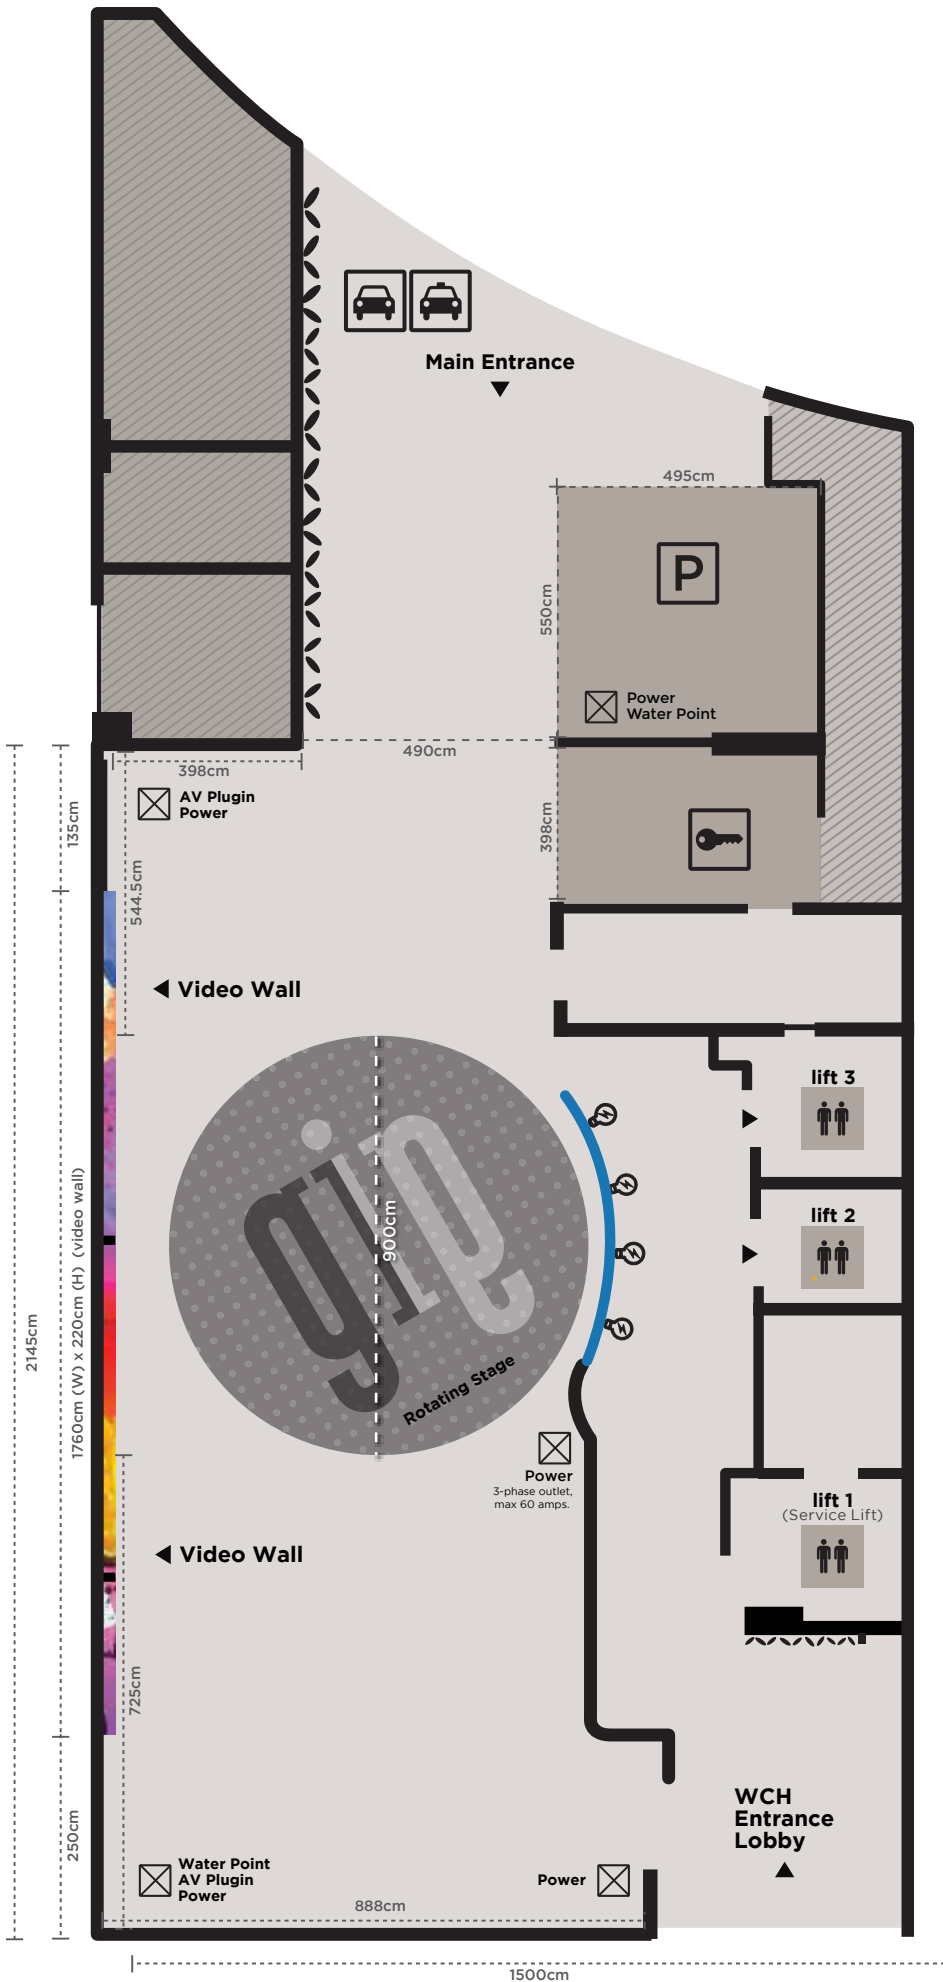 Main Entrance
495cm
P
550cm
Power
Water Point
490cm
398cm
AV Plugin
Power
135cm
398cm
544.5cm
Video Wall
lift 3
lift 2
900cm
gig
Rotating Stage
2145cm
1760cm (W) x 220cm (H) (video wall)
Power
3-phase outlet,
max 60 amps.
lift 1
(Service Lift)
Video Wall
725cm
250cm
WCH
Entrance
Lobby
Water Point
AV Plugin
Power
Power
888cm
1500cm